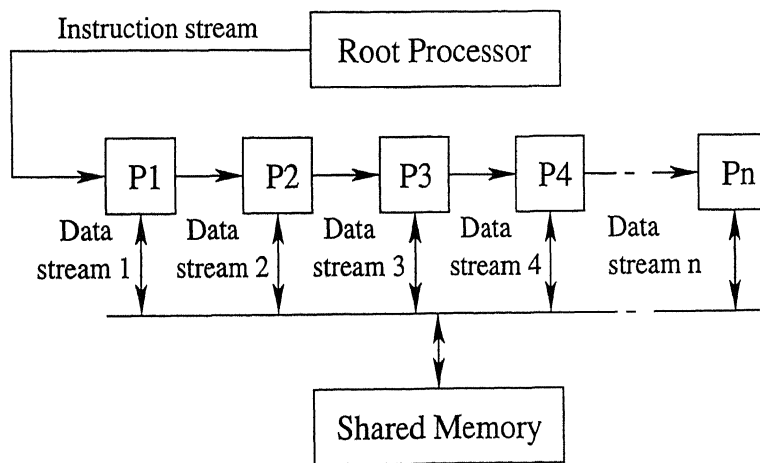 Instruction stream
Root Processor
P1
P2
P3
P4
Pn
Data
stream 1
Data
stream 2
Data
stream 3
Data
stream 4
Data
stream n
Shared Memory